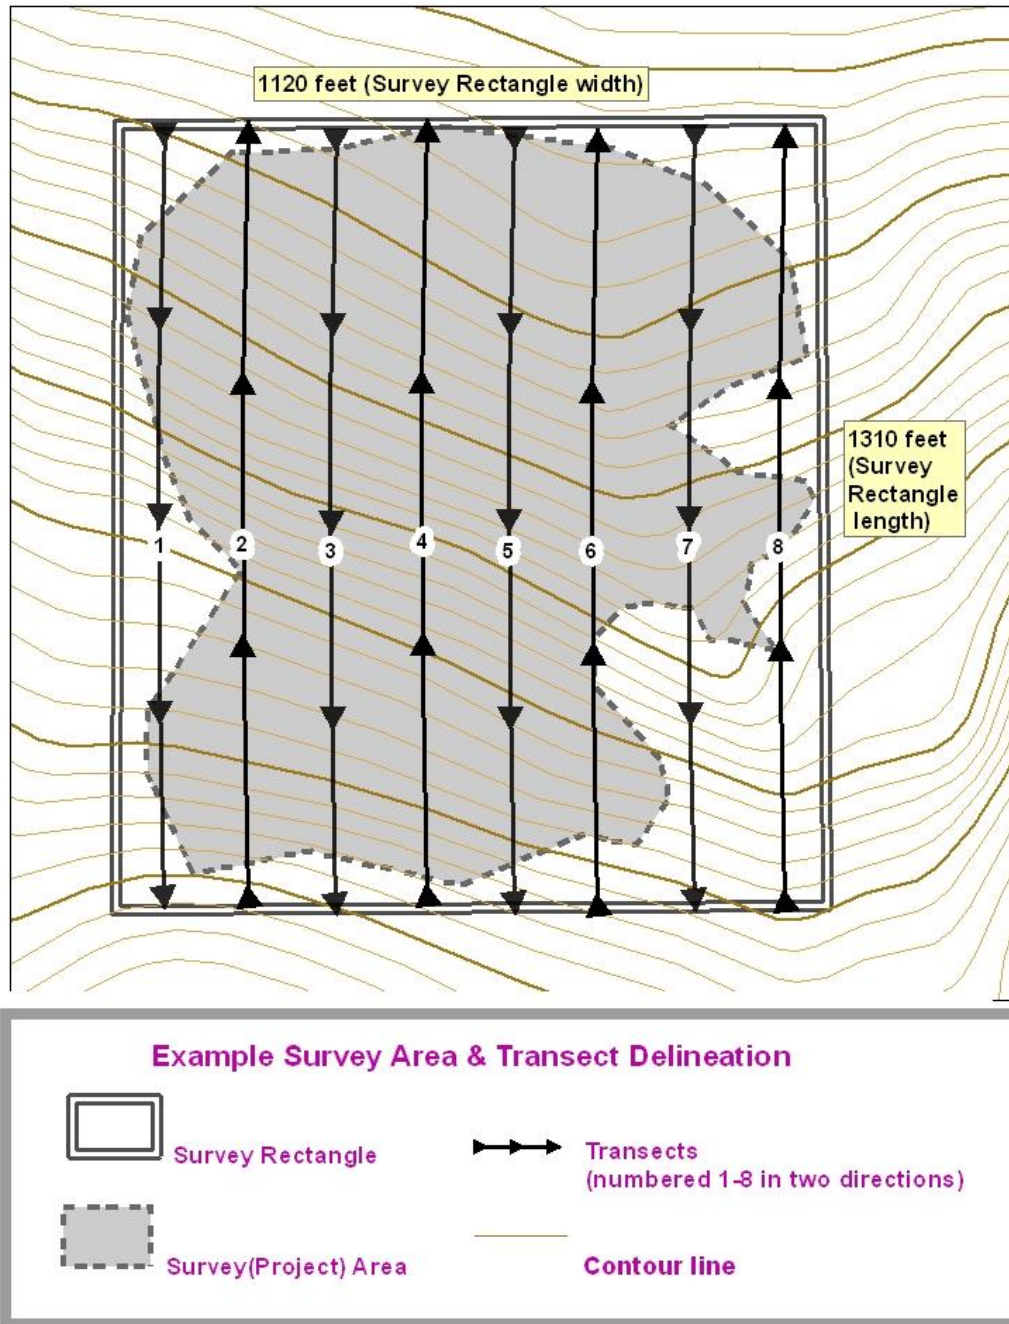 1120 feet (Survey Rectangle width)
1310 feet
(Survey
Rectangle
length)
1
2
3
4
5
6
7
8
Example Survey Area & Transect Delineation
Survey Rectangle
Transects
(numbered 1-8 in two directions)
Survey(Project) Area
Contour line